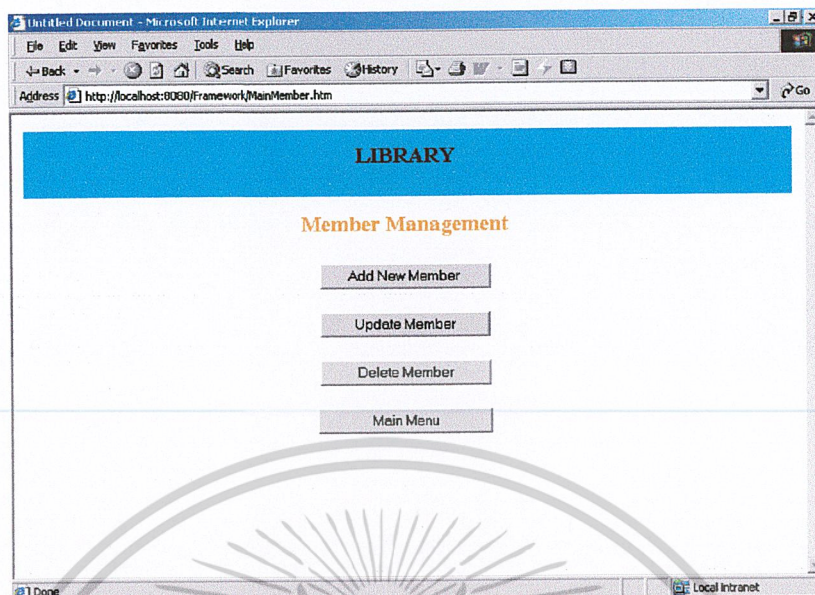 Untitled Document - Microsoft Internet Explorer
File Edit View Favorites Tools Help
Back Search Favorites History
Address http://localhost:8080/Framework/MainMember.htm Go
LIBRARY
Member Management
Add New Member
Update Member
Delete Member
Main Menu
Done Local intranet